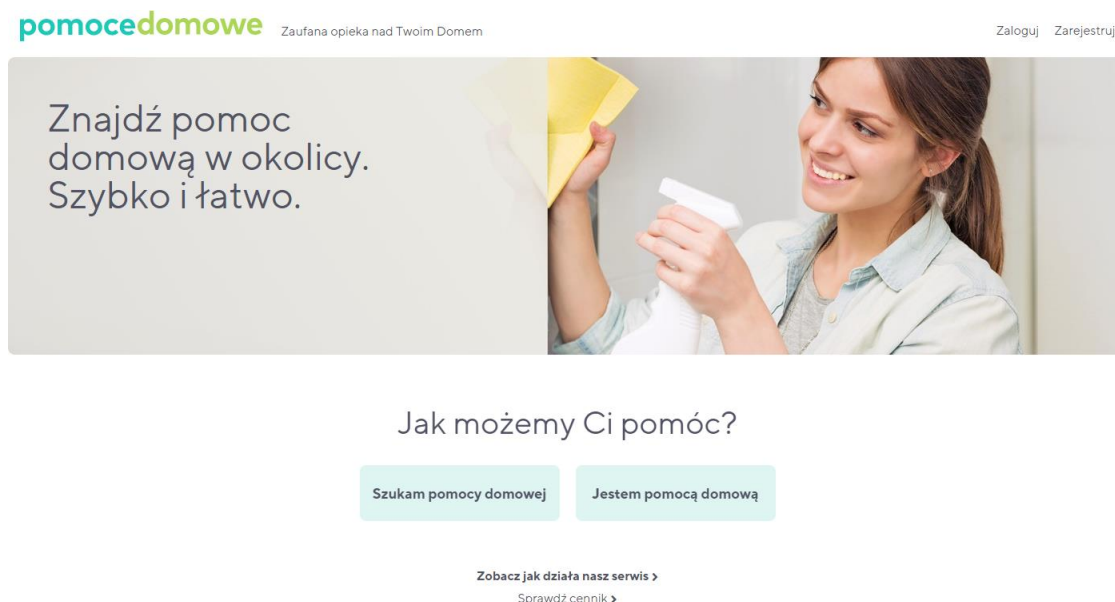 pomocedomowe Zaufana opieka nad Twoim Domem Zaloguj Zarejestruj
Znajdź pomoc
domową w okolicy.
Szybko i łatwo.
Jak możemy Ci pomóc?
Szukam pomocy domowej Jestem pomocą domową
Zobacz jak działa nasz serwis >
Sprawdź cennik >